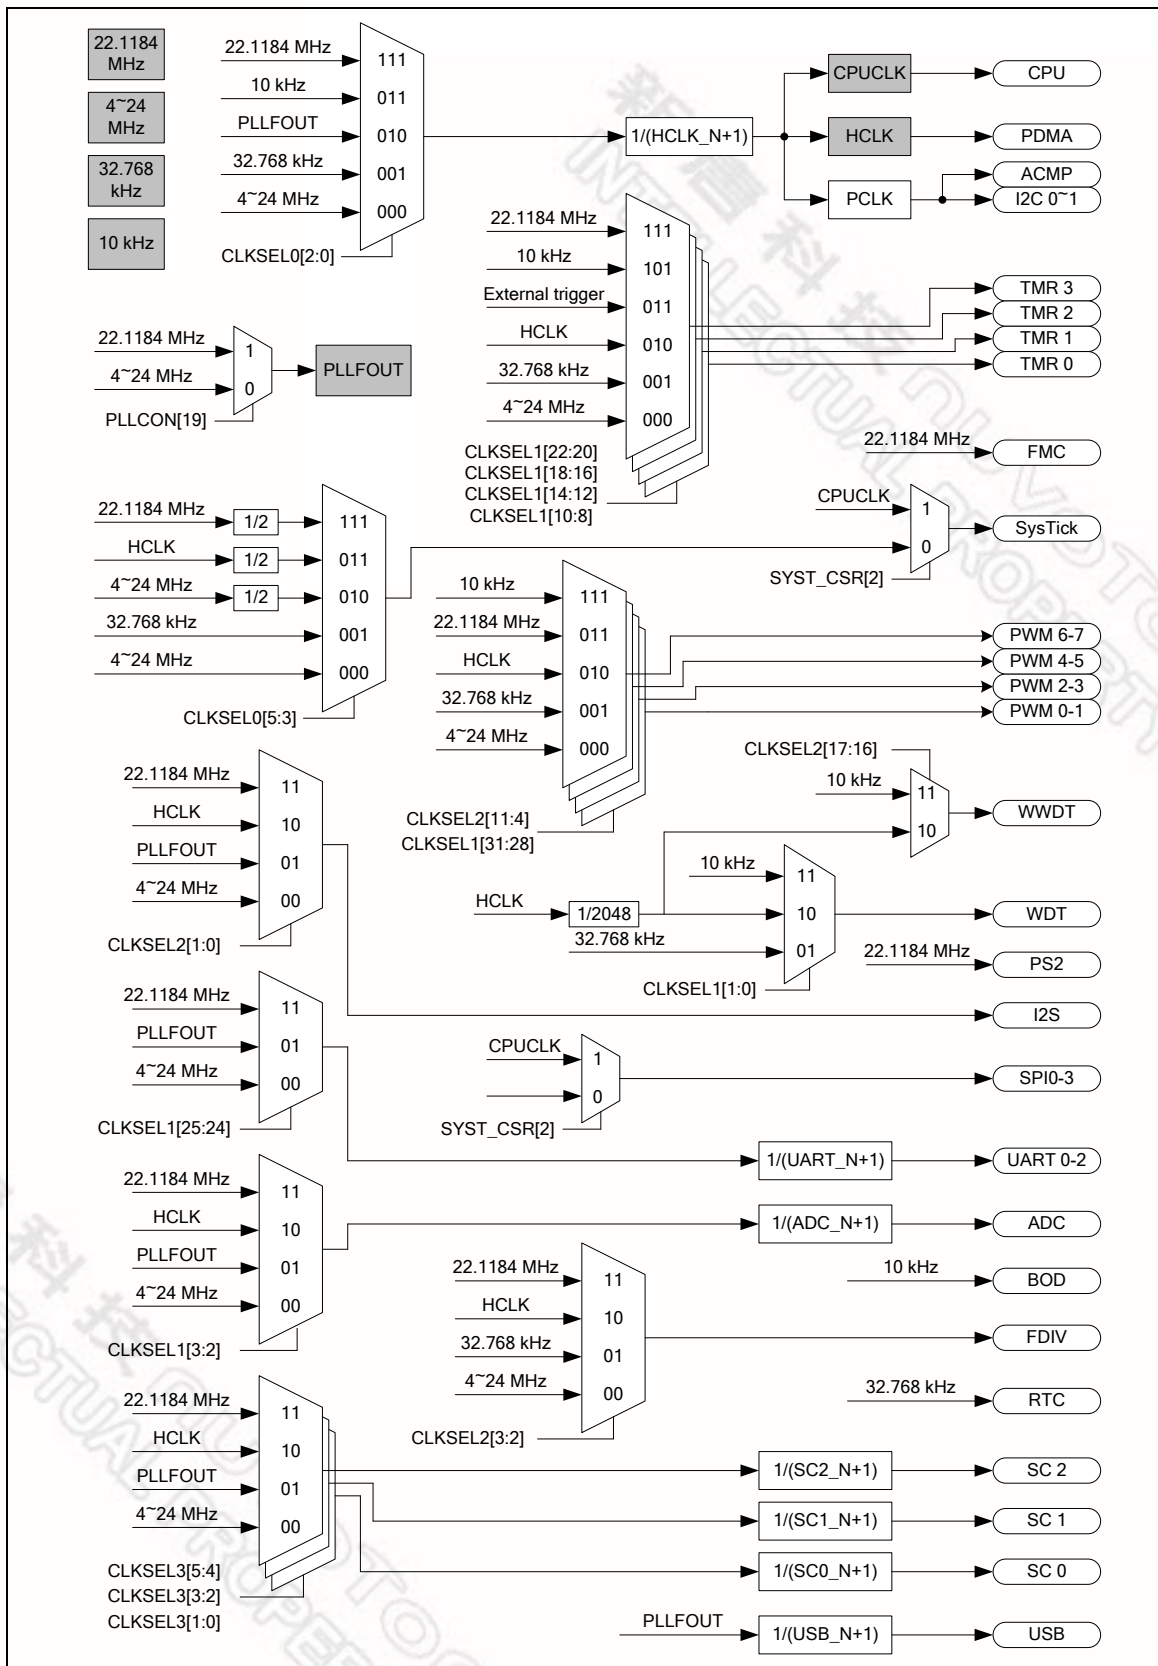 22.1184
MHz
4~24
MHz
32.768
kHz
10 kHz
22.1184 MHz
10 kHz
PLLFOUT
32.768 kHz
4~24 MHz
111
011
010
001
000
CLKSEL0[2:0]
1/(HCLK_N+1)
CPUCLK
HCLK
PCLK
CPU
PDMA
ACMP
I2C 0~1
22.1184 MHz
10 kHz
External trigger
HCLK
32.768 kHz
4~24 MHz
111
101
011
010
001
000
CLKSEL1[22:20]
CLKSEL1[18:16]
CLKSEL1[14:12]
CLKSEL1[10:8]
TMR 3
TMR 2
TMR 1
TMR 0
22.1184 MHz
4~24 MHz
1
0
PLLCON[19]
PLLFOUT
22.1184 MHz
FMC
CPUCLK
1
0
SYST_CSR[2]
SysTick
22.1184 MHz
HCLK
4~24 MHz
32.768 kHz
4~24 MHz
1/2
1/2
1/2
111
011
010
001
000
CLKSEL0[5:3]
10 kHz
22.1184 MHz
HCLK
32.768 kHz
4~24 MHz
111
011
010
001
000
CLKSEL2[11:4]
CLKSEL1[31:28]
PWM 6-7
PWM 4-5
PWM 2-3
PWM 0-1
CLKSEL2[17:16]
10 kHz
11
10
WWDT
22.1184 MHz
HCLK
PLLFOUT
4~24 MHz
11
10
01
00
CLKSEL2[1:0]
10 kHz
HCLK
1/2048
32.768 kHz
11
10
01
CLKSEL1[1:0]
WDT
22.1184 MHz
PS2
I2S
22.1184 MHz
PLLFOUT
4~24 MHz
11
01
00
CLKSEL1[25:24]
CPUCLK
1
0
SYST_CSR[2]
SPI0-3
1/(UART_N+1)
UART 0-2
22.1184 MHz
HCLK
PLLFOUT
4~24 MHz
11
10
01
00
CLKSEL1[3:2]
1/(ADC_N+1)
ADC
22.1184 MHz
HCLK
32.768 kHz
4~24 MHz
11
10
01
00
CLKSEL2[3:2]
10 kHz
BOD
FDIV
32.768 kHz
RTC
22.1184 MHz
HCLK
PLLFOUT
4~24 MHz
11
10
01
00
CLKSEL3[5:4]
CLKSEL3[3:2]
CLKSEL3[1:0]
1/(SC2_N+1)
SC 2
1/(SC1_N+1)
SC 1
1/(SC0_N+1)
SC 0
PLLFOUT
1/(USB_N+1)
USB
新唐科技 nuvoTon
INTELLECTUAL PROPERTY